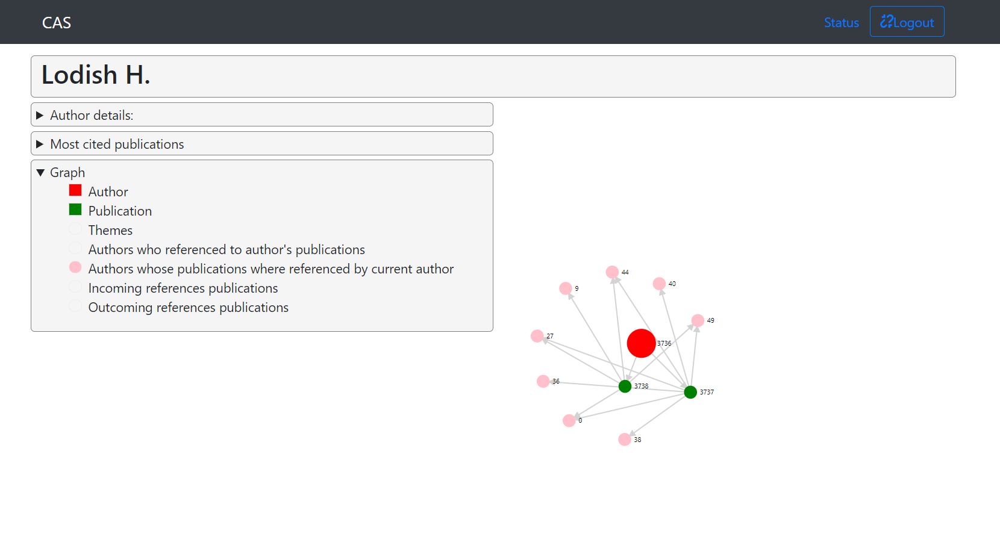 CAS
Status
Logout
Lodish H.
Author details:
Most cited publications
Graph
Author
Publication
Themes
Authors who referenced to author's publications
Authors whose publications where referenced by current author
Incoming references publications
Outcoming references publications
44
40
9
49
27
3736
36
3738
3737
0
38